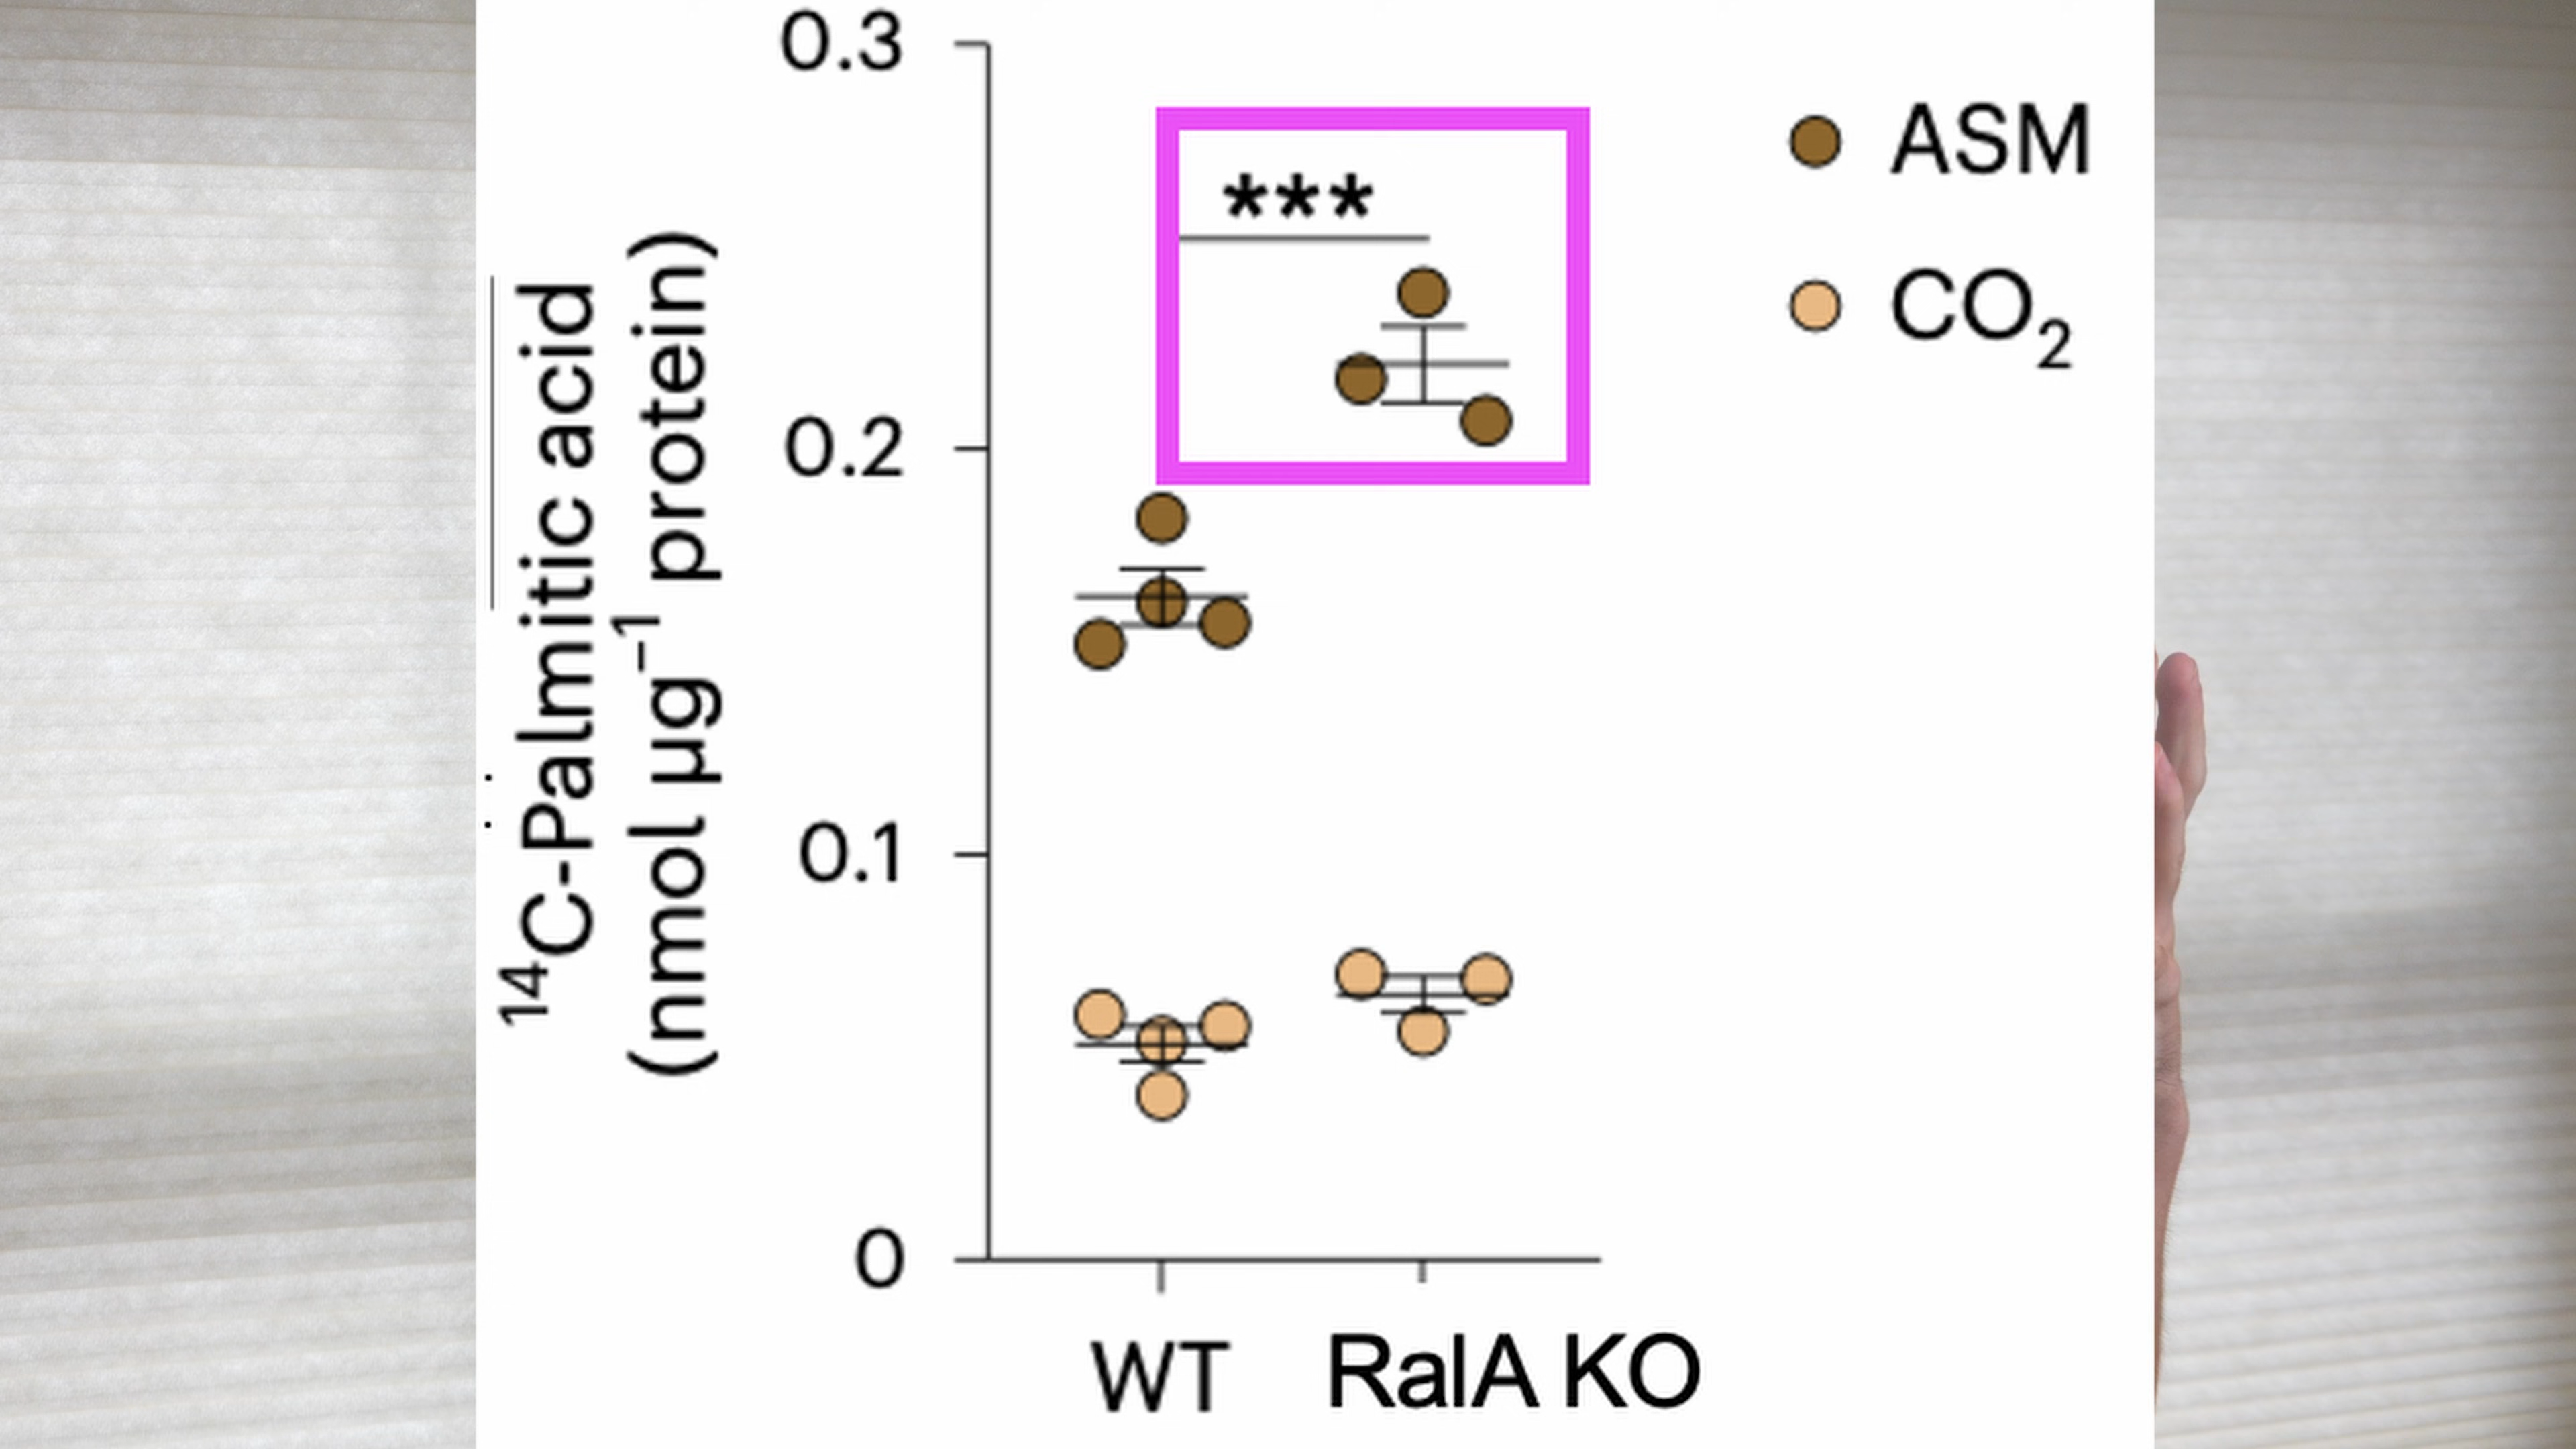 0.3
0.2
0.1
0
¹⁴C-Palmitic acid
(nmol µg⁻¹ protein)
***
ASM
CO₂
WT
RalA KO